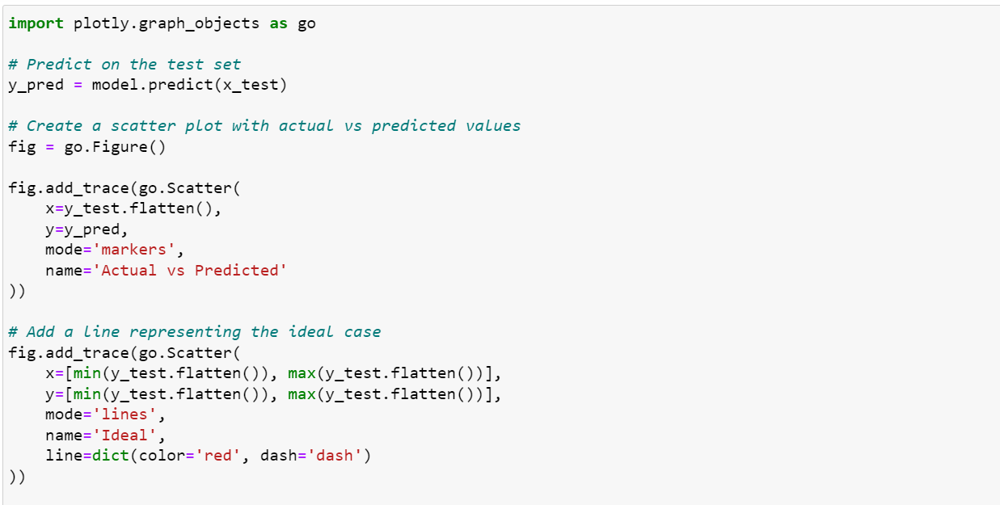 import plotly.graph_objects as go
# Predict on the test set
y_pred = model.predict(x_test)
# Create a scatter plot with actual vs predicted values
fig = go.Figure()
fig.add_trace(go.Scatter(
    x=y_test.flatten(),
    y=y_pred,
    mode='markers',
    name='Actual vs Predicted'
))
# Add a line representing the ideal case
fig.add_trace(go.Scatter(
    x=[min(y_test.flatten()), max(y_test.flatten())],
    y=[min(y_test.flatten()), max(y_test.flatten())],
    mode='lines',
    name='Ideal',
    line=dict(color='red', dash='dash')
))